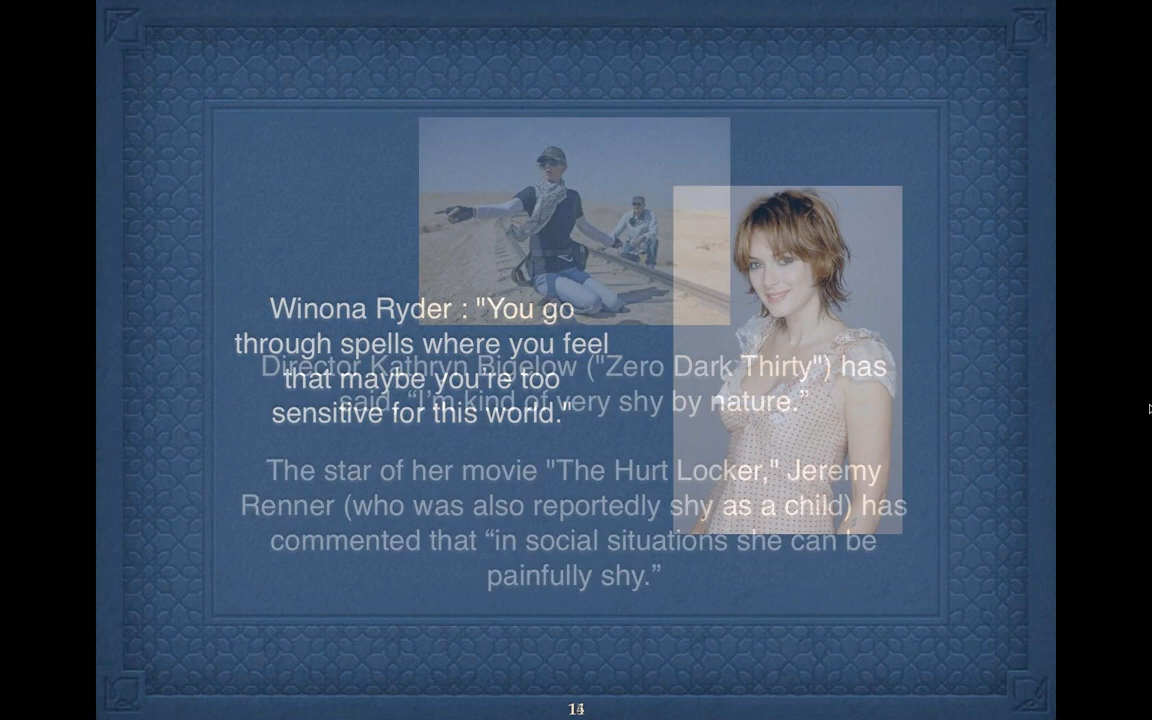 Winona Ryder : "You go
through spells where you feel
that maybe you're too
sensitive for this world."
Director Kathryn Bigelow ("Zero Dark Thirty") has
said, “I’m kind of very shy by nature.”
The star of her movie "The Hurt Locker," Jeremy
Renner (who was also reportedly shy as a child) has
commented that “in social situations she can be
painfully shy.”